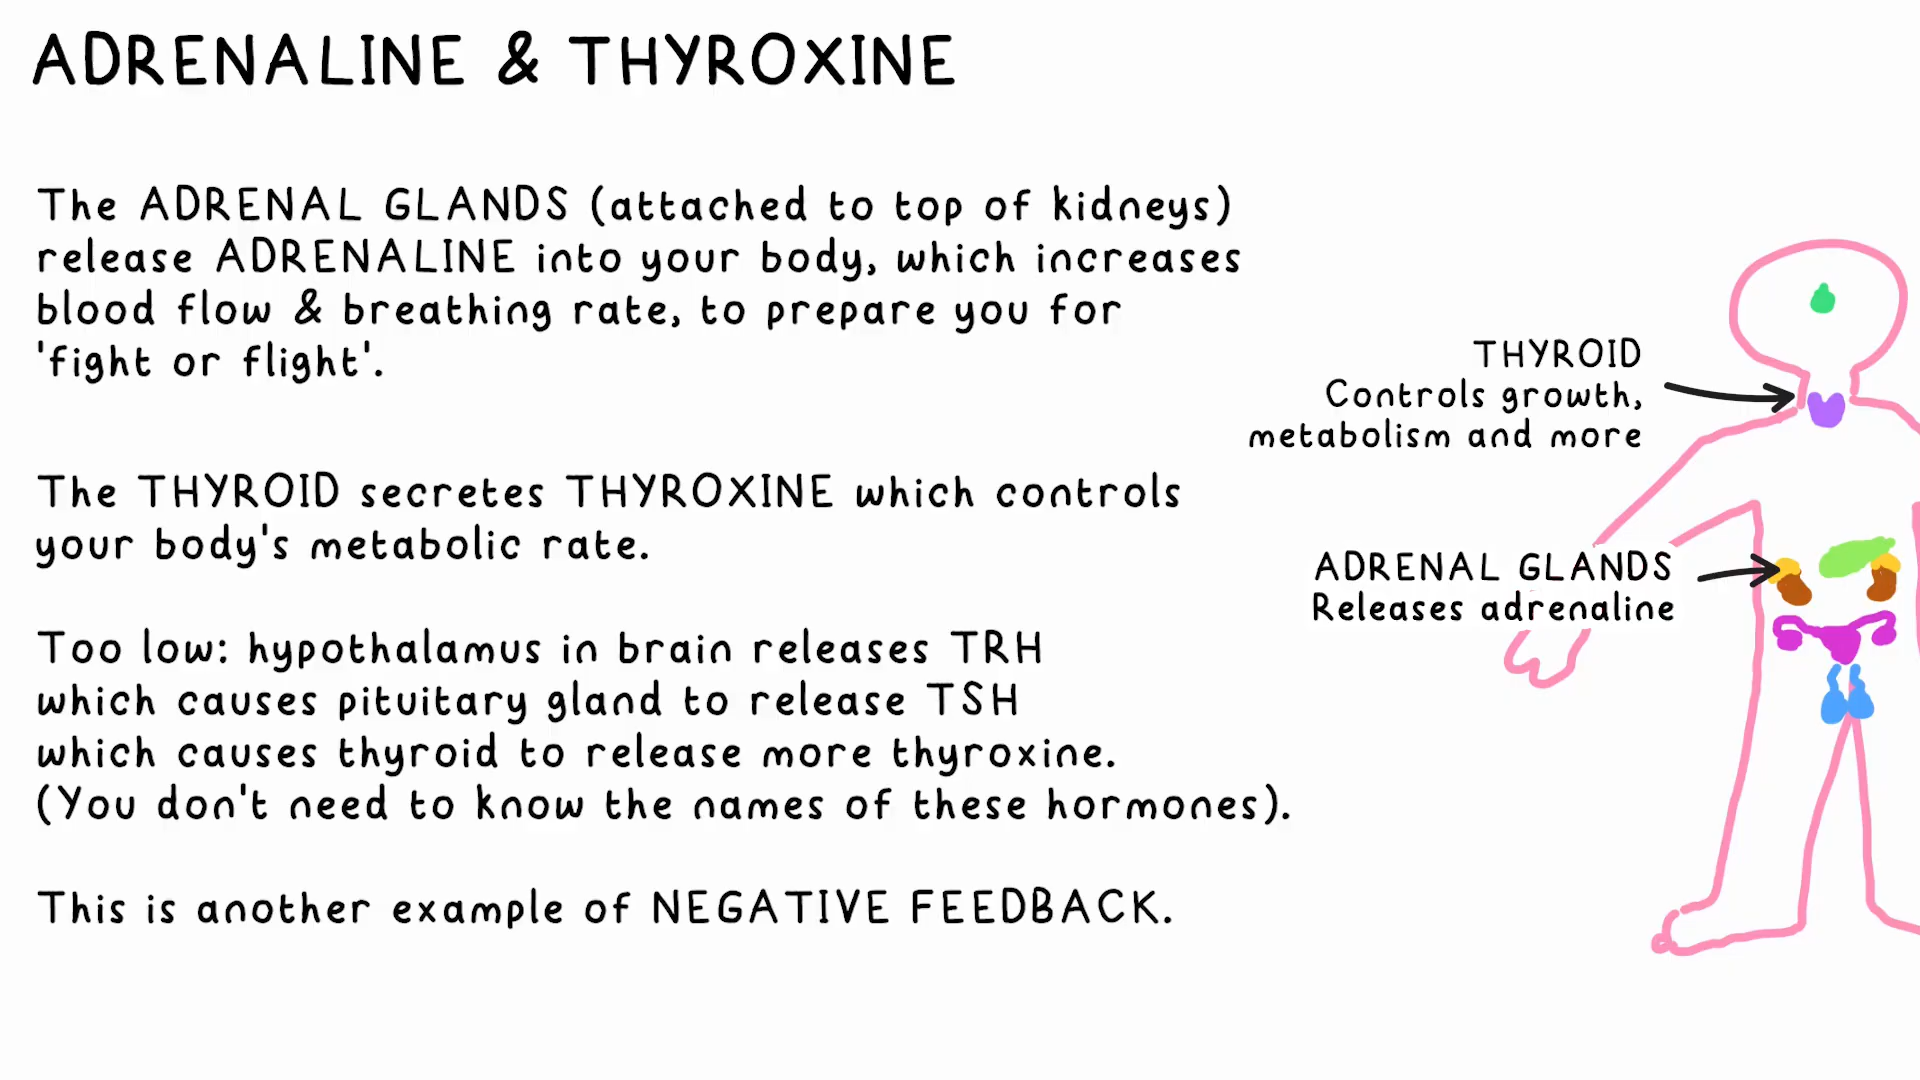 ADRENALINE & THYROXINE
The ADRENAL GLANDS (attached to top of kidneys)
release ADRENALINE into your body, which increases
blood flow & breathing rate, to prepare you for
'fight or flight'.
The THYROID secretes THYROXINE which controls
your body's metabolic rate.
Too low: hypothalamus in brain releases TRH
which causes pituitary gland to release TSH
which causes thyroid to release more thyroxine.
(You don't need to know the names of these hormones).
This is another example of NEGATIVE FEEDBACK.
THYROID
Controls growth,
metabolism and more
ADRENAL GLANDS
Releases adrenaline